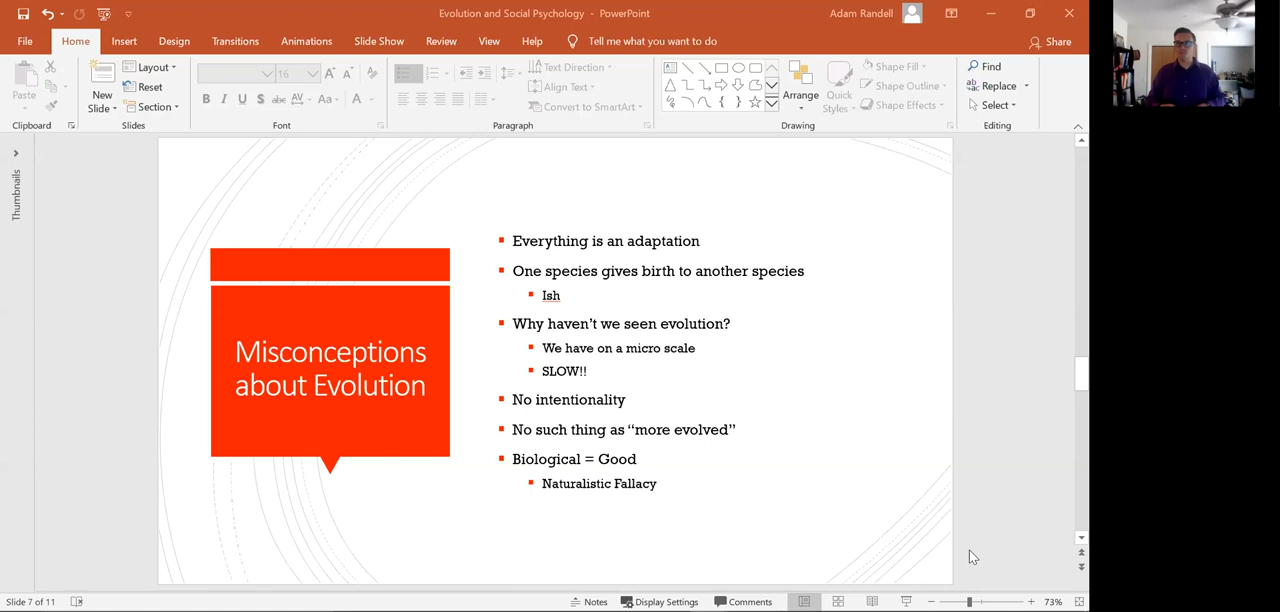 Evolution and Social Psychology - PowerPoint
Adam Randell
File Home Insert Design Transitions Animations Slide Show Review View Help Tell me what you want to do
Share
Paste
New
Slide
Layout
Reset
Section
16
B I U S abc AV Aa A
Text Direction
Align Text
Convert to SmartArt
Arrange
Quick
Styles
Shape Fill
Shape Outline
Shape Effects
Find
Replace
Select
Clipboard Slides Font Paragraph Drawing Editing
Thumbnails
Misconceptions
about Evolution
Everything is an adaptation
One species gives birth to another species
Ish
Why haven't we seen evolution?
We have on a micro scale
SLOW!!
No intentionality
No such thing as “more evolved”
Biological = Good
Naturalistic Fallacy
Slide 7 of 11
Notes Display Settings Comments
73%